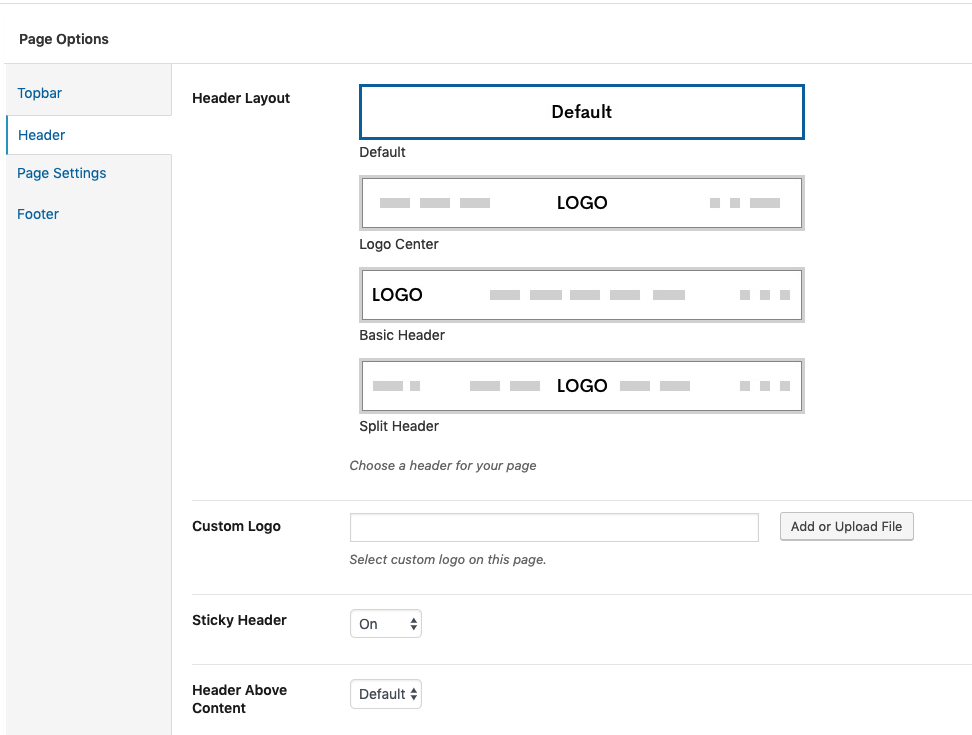 Page Options
Topbar
Header
Page Settings
Footer
Header Layout
Default
Default
LOGO
Logo Center
LOGO
Basic Header
LOGO
Split Header
Choose a header for your page
Custom Logo
Add or Upload File
Select custom logo on this page.
Sticky Header
On
Header Above
Content
Default